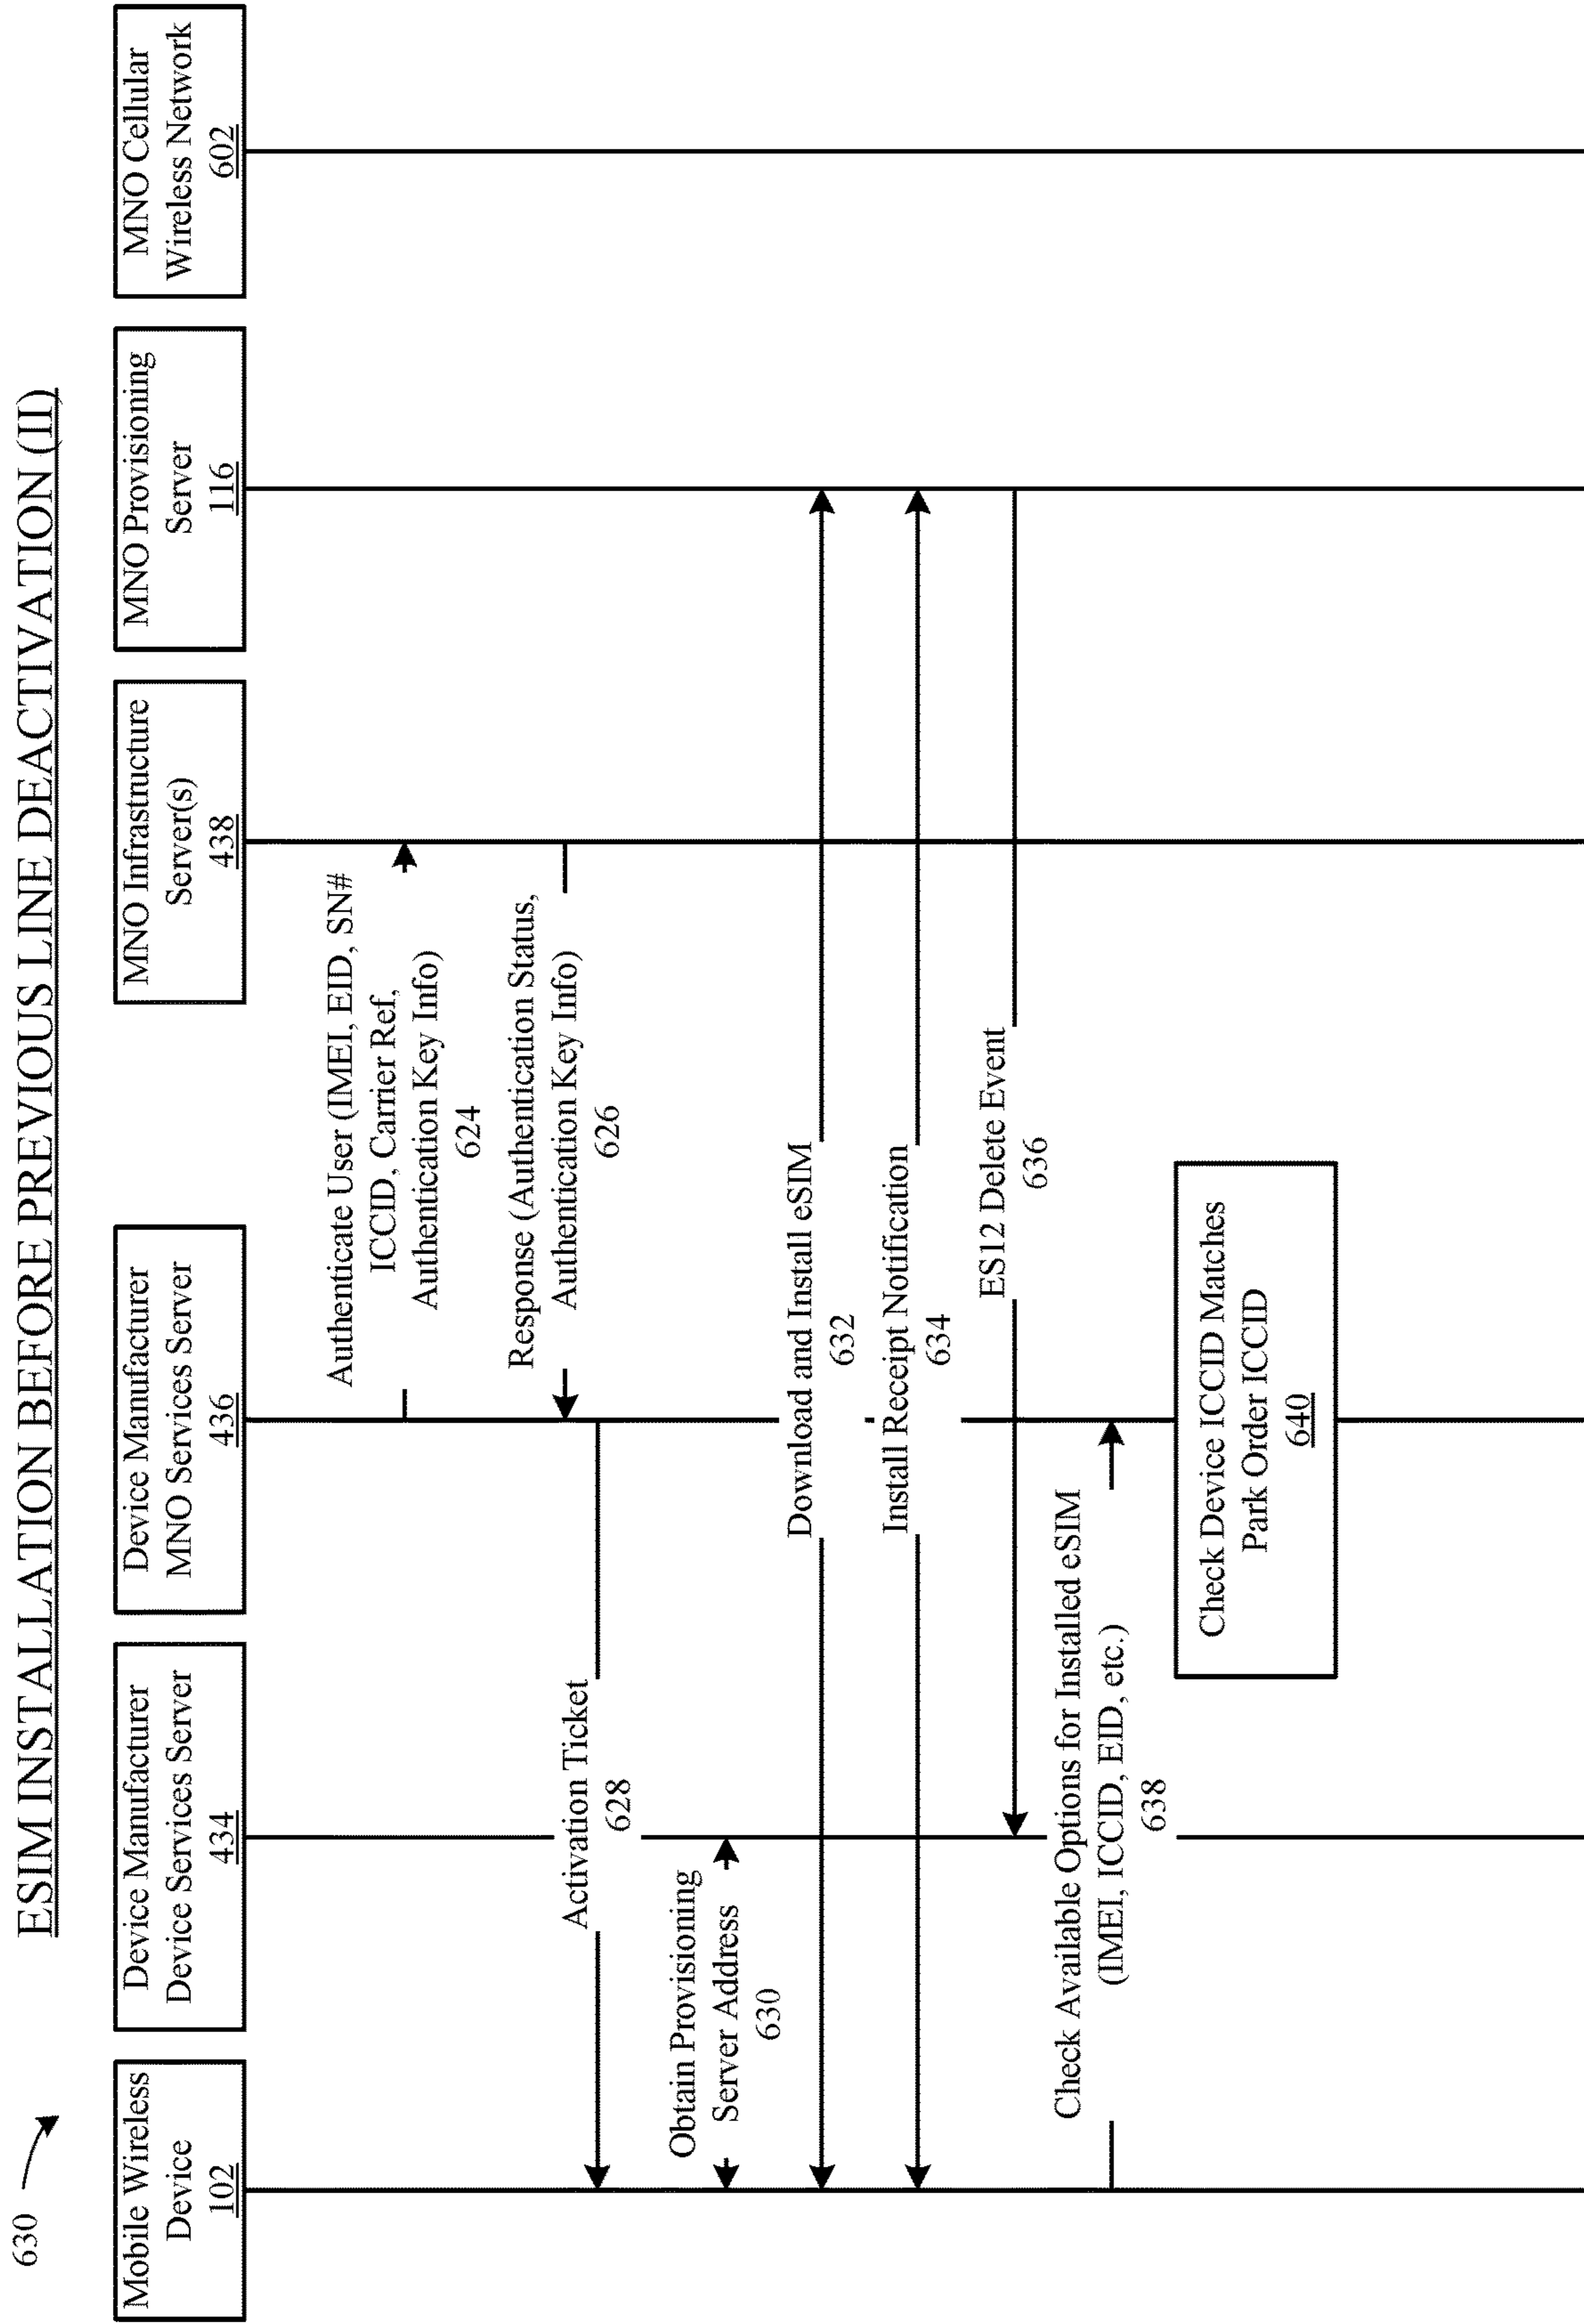 630
ESIM INSTALLATION BEFORE PREVIOUS LINE DEACTIVATION (II)
Mobile Wireless
Device
102
Device Manufacturer
Device Services Server
434
Device Manufacturer
MNO Services Server
436
MNO Infrastructure
Server(s)
438
MNO Provisioning
Server
116
MNO Cellular
Wireless Network
602
Authenticate User (IMEI, EID, SN#
ICCID, Carrier Ref,
Authentication Key Info)
624
Response (Authentication Status,
Authentication Key Info)
626
Activation Ticket
628
Obtain Provisioning
Server Address
630
Download and Install eSIM
632
Install Receipt Notification
634
ES12 Delete Event
636
Check Available Options for Installed eSIM
(IMEI, ICCID, EID, etc.)
638
Check Device ICCID Matches
Park Order ICCID
640